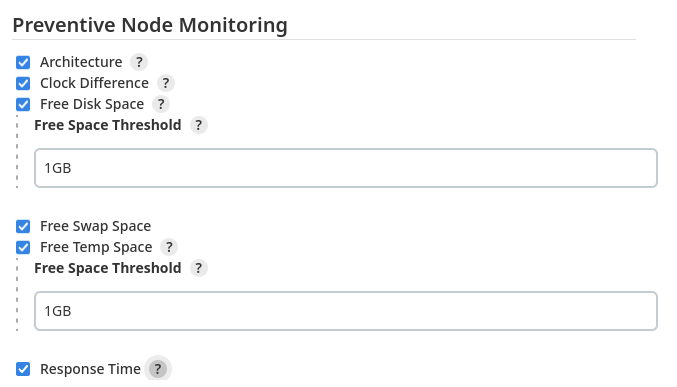 Preventive Node Monitoring
Architecture ?
Clock Difference ?
Free Disk Space ?
Free Space Threshold ?
1GB
Free Swap Space
Free Temp Space ?
Free Space Threshold ?
1GB
Response Time ?